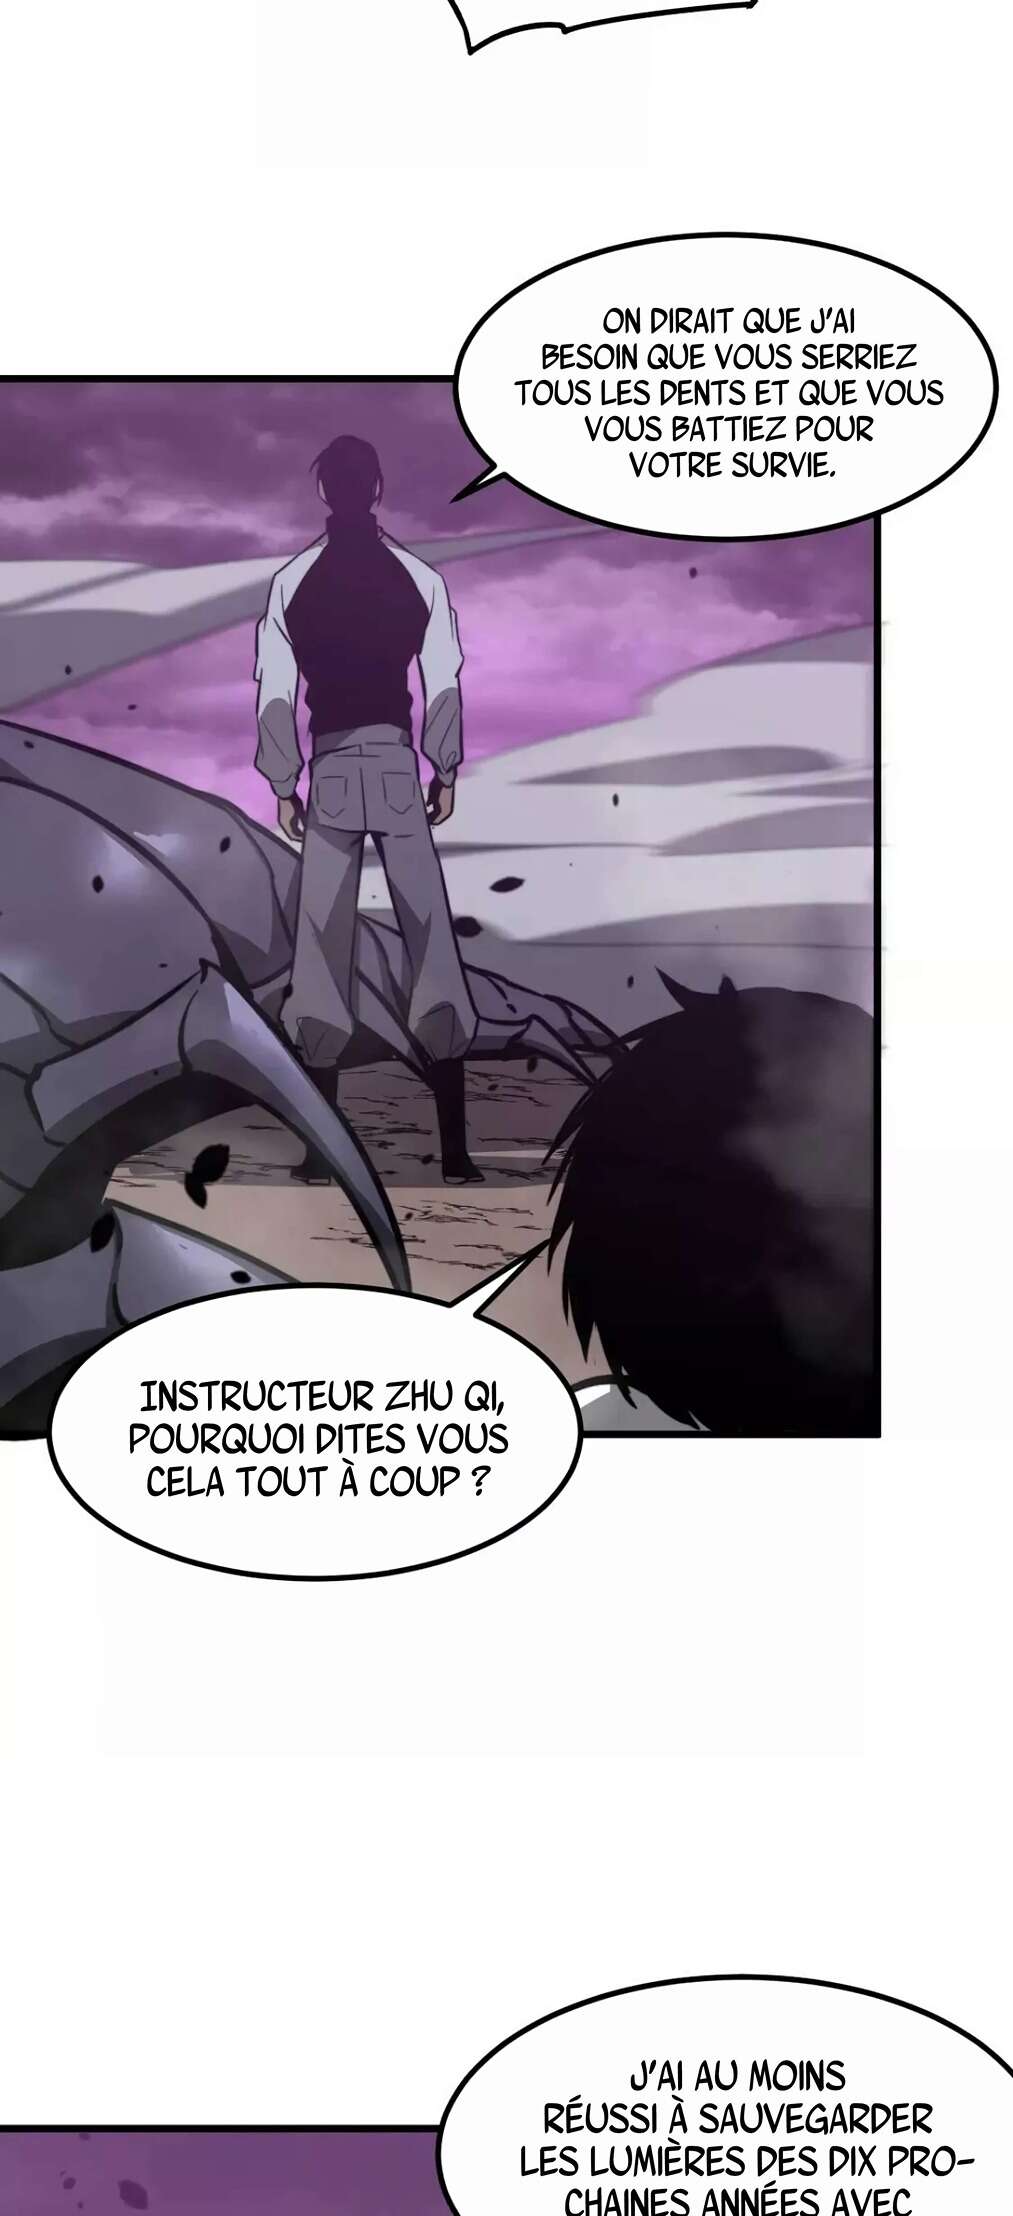 ON DIRAIT QUE J'AI
BESOIN QUE VOUS SERRIEZ
TOUS LES DENTS ET QUE VOUS
VOUS BATTIEZ POUR
VOTRE SURVIE.
INSTRUCTEUR ZHU QI,
POURQUOI DITES VOUS
CELA TOUT À COUP ?
J'AI AU MOINS
RÉUSSI À SAUVEGARDER
LES LUMIÈRES DES DIX PRO-
CHAINES ANNÉES AVEC